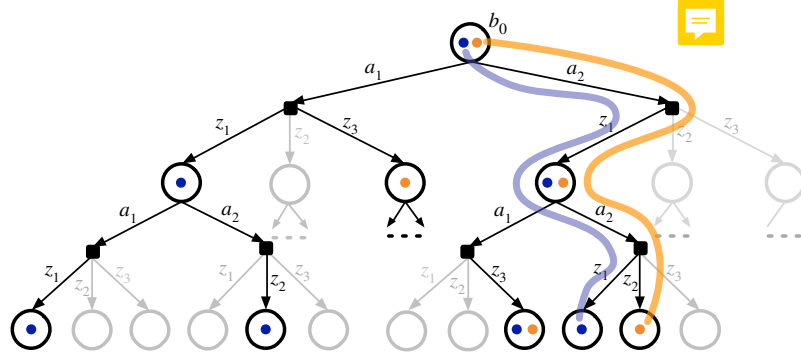 b₀
a₁ a₂
z₁ z₂ z₃ z₁ z₂ z₃
a₁ a₂ a₁ a₂
z₁ z₂ z₃ z₁ z₂ z₃ z₁ z₂ z₃ z₁ z₂ z₃